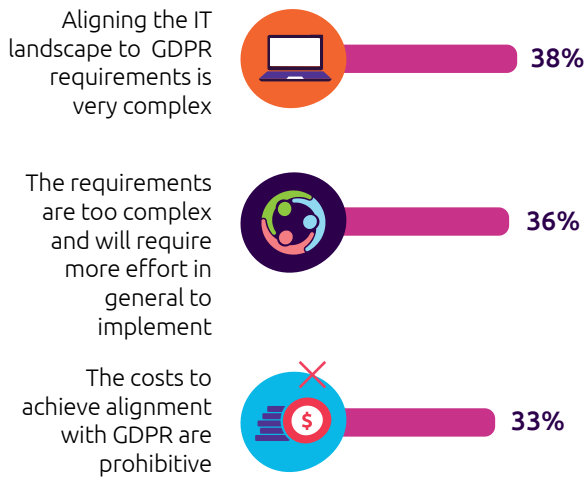 Aligning the IT
landscape to GDPR
requirements is
very complex
38%
The requirements
are too complex
and will require
more effort in
general to
implement
36%
The costs to
achieve alignment
with GDPR are
prohibitive
$
33%